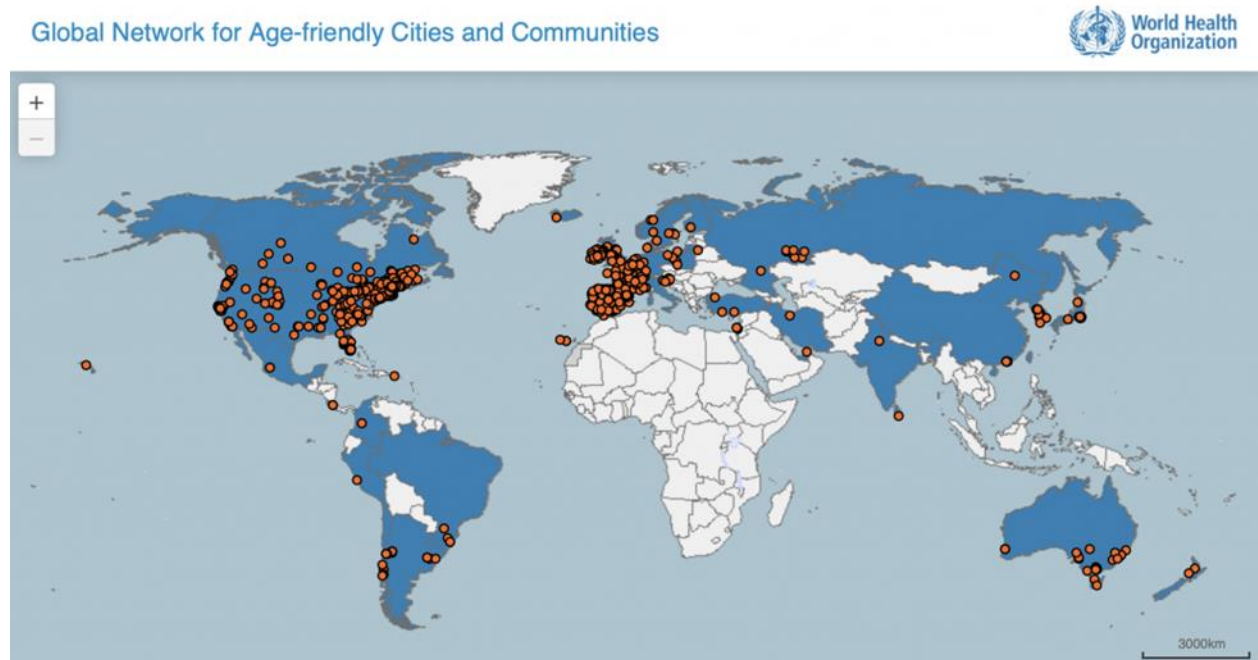 Global Network for Age-friendly Cities and Communities
World Health
Organization
+
−
3000km